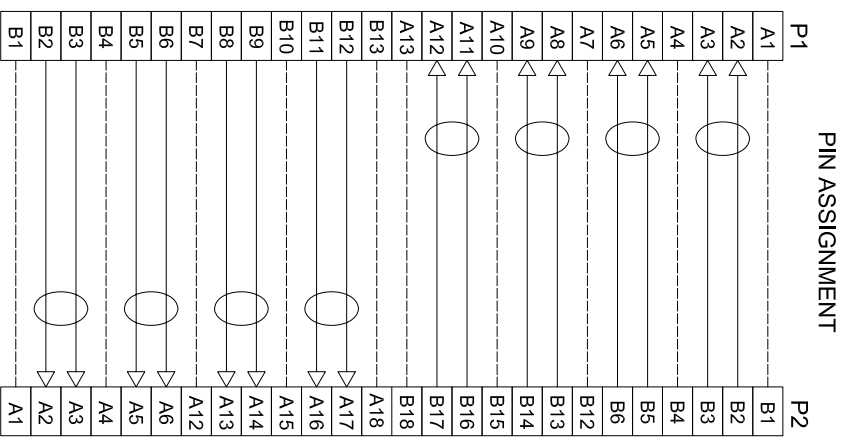 PIN ASSIGNMENT
P1 P2
A1 B1
A2 B2
A3 B3
A4 B4
A5 B5
A6 B6
A7 B12
A8 B13
A9 B14
A10 B15
A11 B16
A12 B17
A13 B18
B13 A18
B12 A17
B11 A16
B10 A15
B9 A14
B8 A13
B7 A12
B6 A6
B5 A5
B4 A4
B3 A3
B2 A2
B1 A1